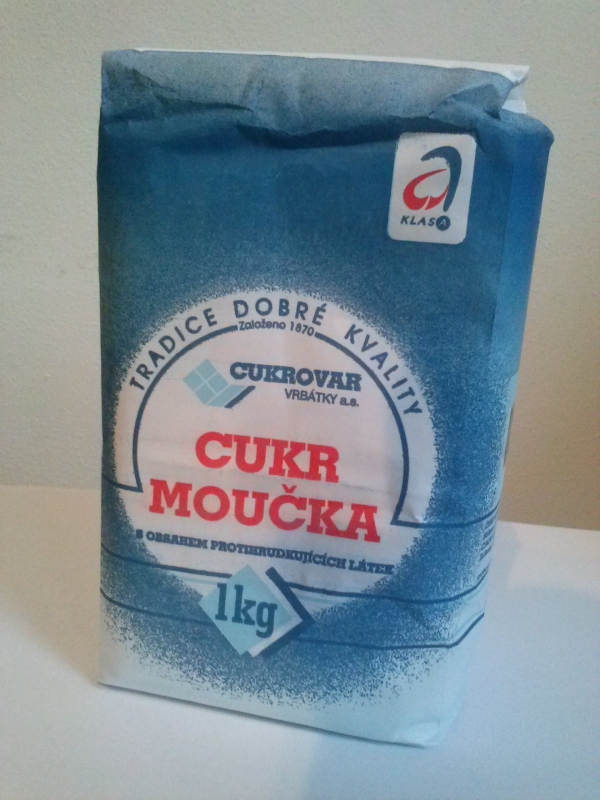 KLASA
TRADICE DOBRÉ KVALITY
Založeno 1870
CUKROVAR
VRBÁTKY a.s.
CUKR
MOUČKA
S OBSAHEM PROTIHRUDKUJÍCÍCH LÁTEK
1kg